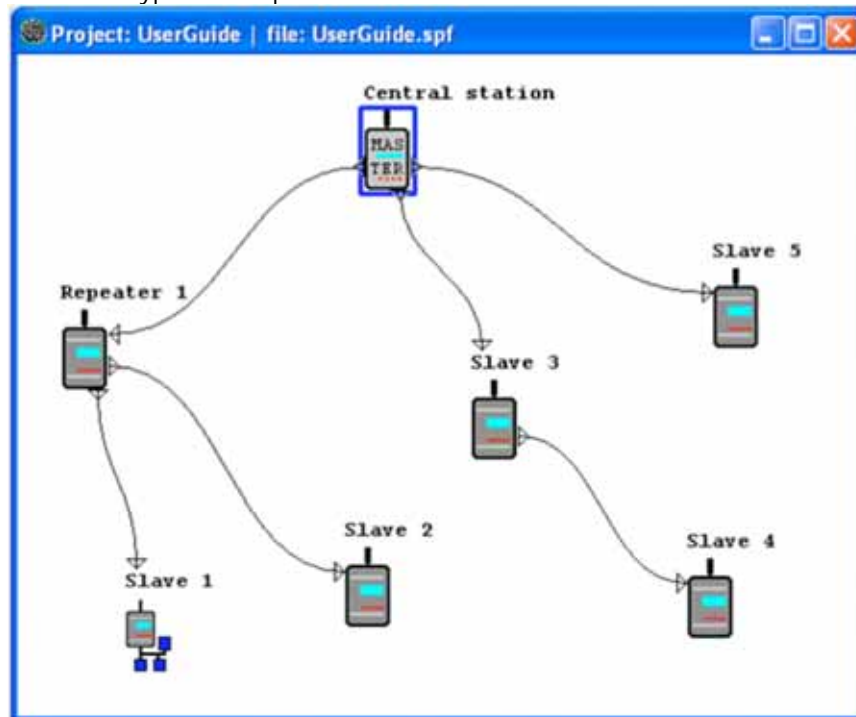 Project: UserGuide | file: UserGuide.spf
Central station
MAS
TER
Slave 5
Repeater 1
Slave 3
Slave 2
Slave 4
Slave 1